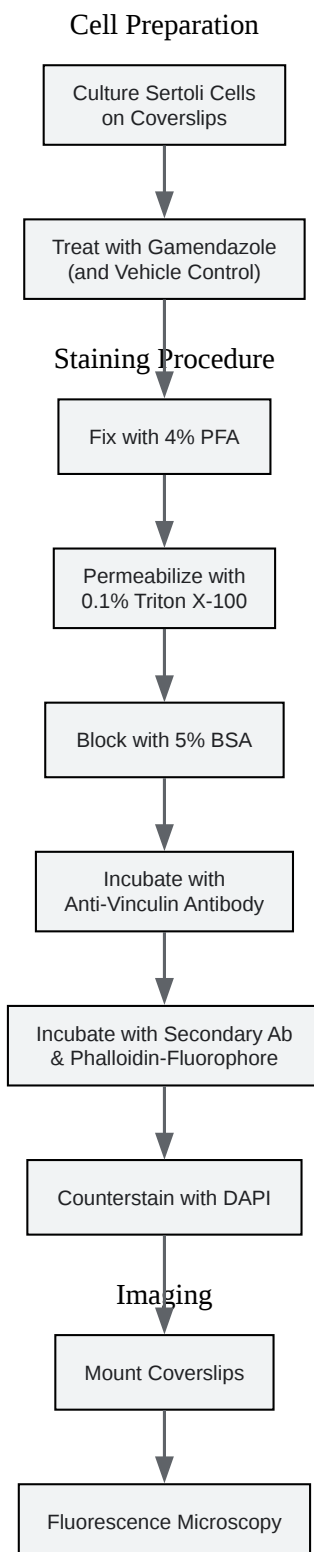 Cell Preparation
Culture Sertoli Cells
on Coverslips
Treat with Gamendazole
(and Vehicle Control)
Staining Procedure
Fix with 4% PFA
Permeabilize with
0.1% Triton X-100
Block with 5% BSA
Incubate with
Anti-Vinculin Antibody
Incubate with Secondary Ab
& Phalloidin-Fluorophore
Counterstain with DAPI
Imaging
Mount Coverslips
Fluorescence Microscopy